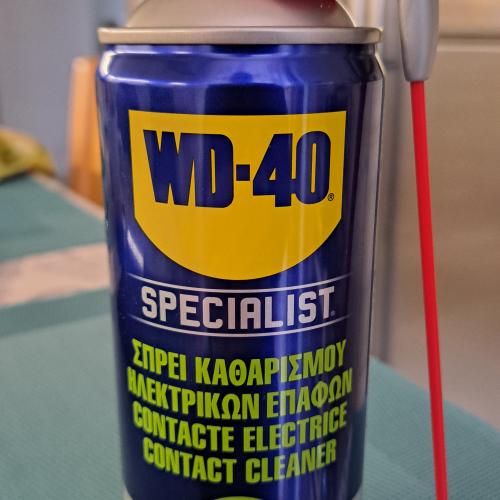 WD-40®
SPECIALIST®
ΣΠΡΕΙ ΚΑΘΑΡΙΣΜΟΥ
ΗΛΕΚΤΡΙΚΩΝ ΕΠΑΦΩΝ
CONTACTE ELECTRICE
CONTACT CLEANER